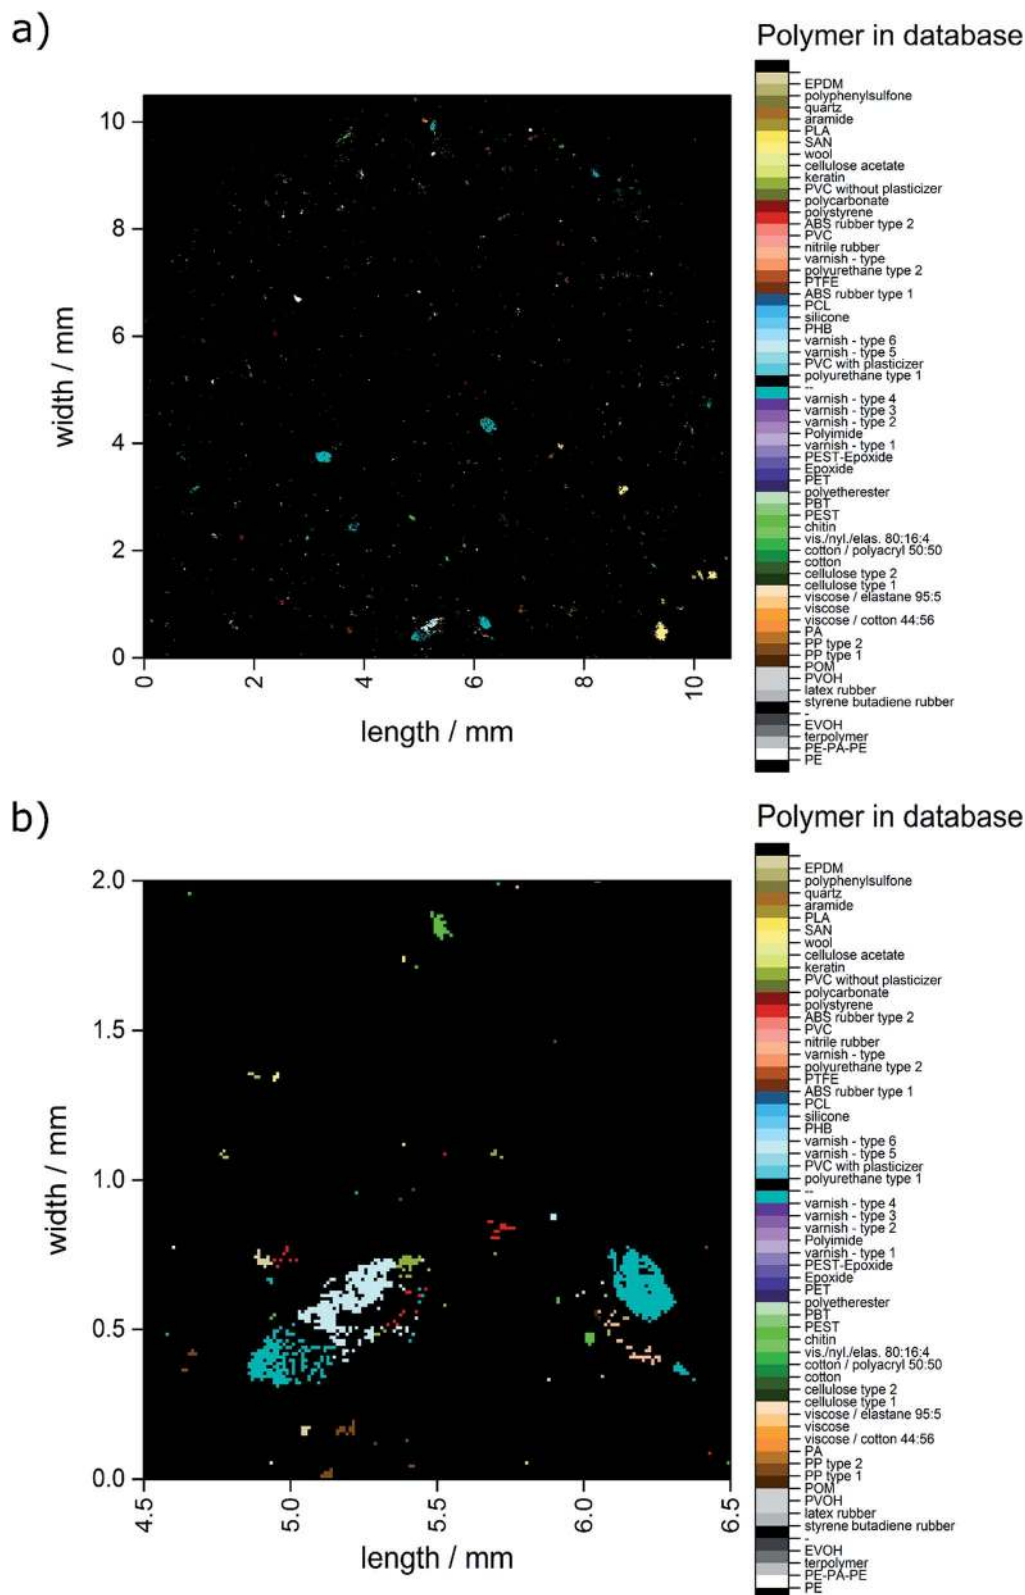 a)
Polymer in database
EPDM
polyphenylsulfone
quartz
aramide
PLA
SAN
wool
cellulose acetate
keratin
PVC without plasticizer
polycarbonate
polystyrene
ABS rubber type 2
PVC
nitrile rubber
varnish - type
polyurethane type 2
PTFE
ABS rubber type 1
PCL
silicone
PHB
varnish - type 6
varnish - type 5
PVC with plasticizer
polyurethane type 1
--
varnish - type 4
varnish - type 3
varnish - type 2
Polyimide
varnish - type 1
PEST-Epoxide
Epoxide
PET
polyetherester
PBT
PEST
chitin
vis./nyl./elas. 80:16:4
cotton / polyacryl 50:50
cotton
cellulose type 2
cellulose type 1
viscose / elastane 95:5
viscose
viscose / cotton 44:56
PA
PP type 2
PP type 1
POM
PVOH
latex rubber
styrene butadiene rubber
-
EVOH
terpolymer
PE-PA-PE
PE
10
8
6
4
2
0
width / mm
0 2 4 6 8 10
length / mm
b)
Polymer in database
EPDM
polyphenylsulfone
quartz
aramide
PLA
SAN
wool
cellulose acetate
keratin
PVC without plasticizer
polycarbonate
polystyrene
ABS rubber type 2
PVC
nitrile rubber
varnish - type
polyurethane type 2
PTFE
ABS rubber type 1
PCL
silicone
PHB
varnish - type 6
varnish - type 5
PVC with plasticizer
polyurethane type 1
--
varnish - type 4
varnish - type 3
varnish - type 2
Polyimide
varnish - type 1
PEST-Epoxide
Epoxide
PET
polyetherester
PBT
PEST
chitin
vis./nyl./elas. 80:16:4
cotton / polyacryl 50:50
cotton
cellulose type 2
cellulose type 1
viscose / elastane 95:5
viscose
viscose / cotton 44:56
PA
PP type 2
PP type 1
POM
PVOH
latex rubber
styrene butadiene rubber
-
EVOH
terpolymer
PE-PA-PE
PE
2.0
1.5
1.0
0.5
0.0
width / mm
4.5 5.0 5.5 6.0 6.5
length / mm